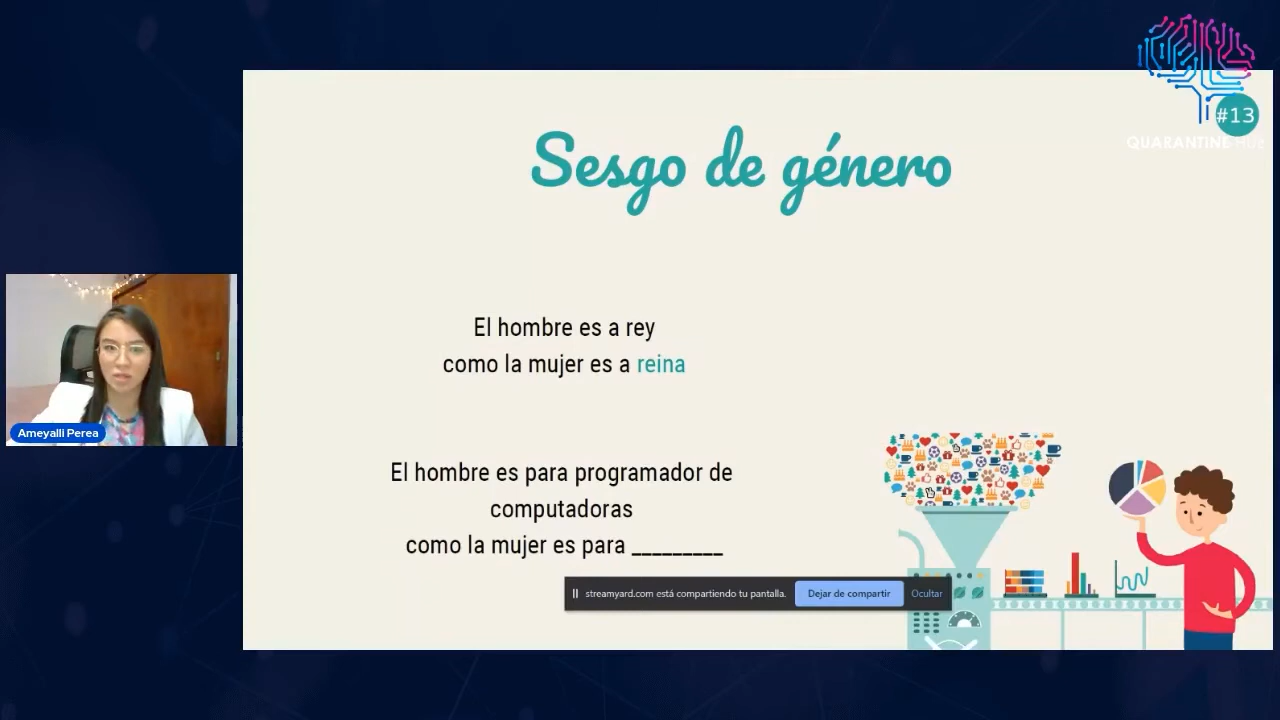 #13
QUARANTINE HUB
Sesgo de género
El hombre es a rey
como la mujer es a reina
El hombre es para programador de
computadoras
como la mujer es para _________
Ameyalli Perea
streamyard.com está compartiendo tu pantalla.
Dejar de compartir
Ocultar